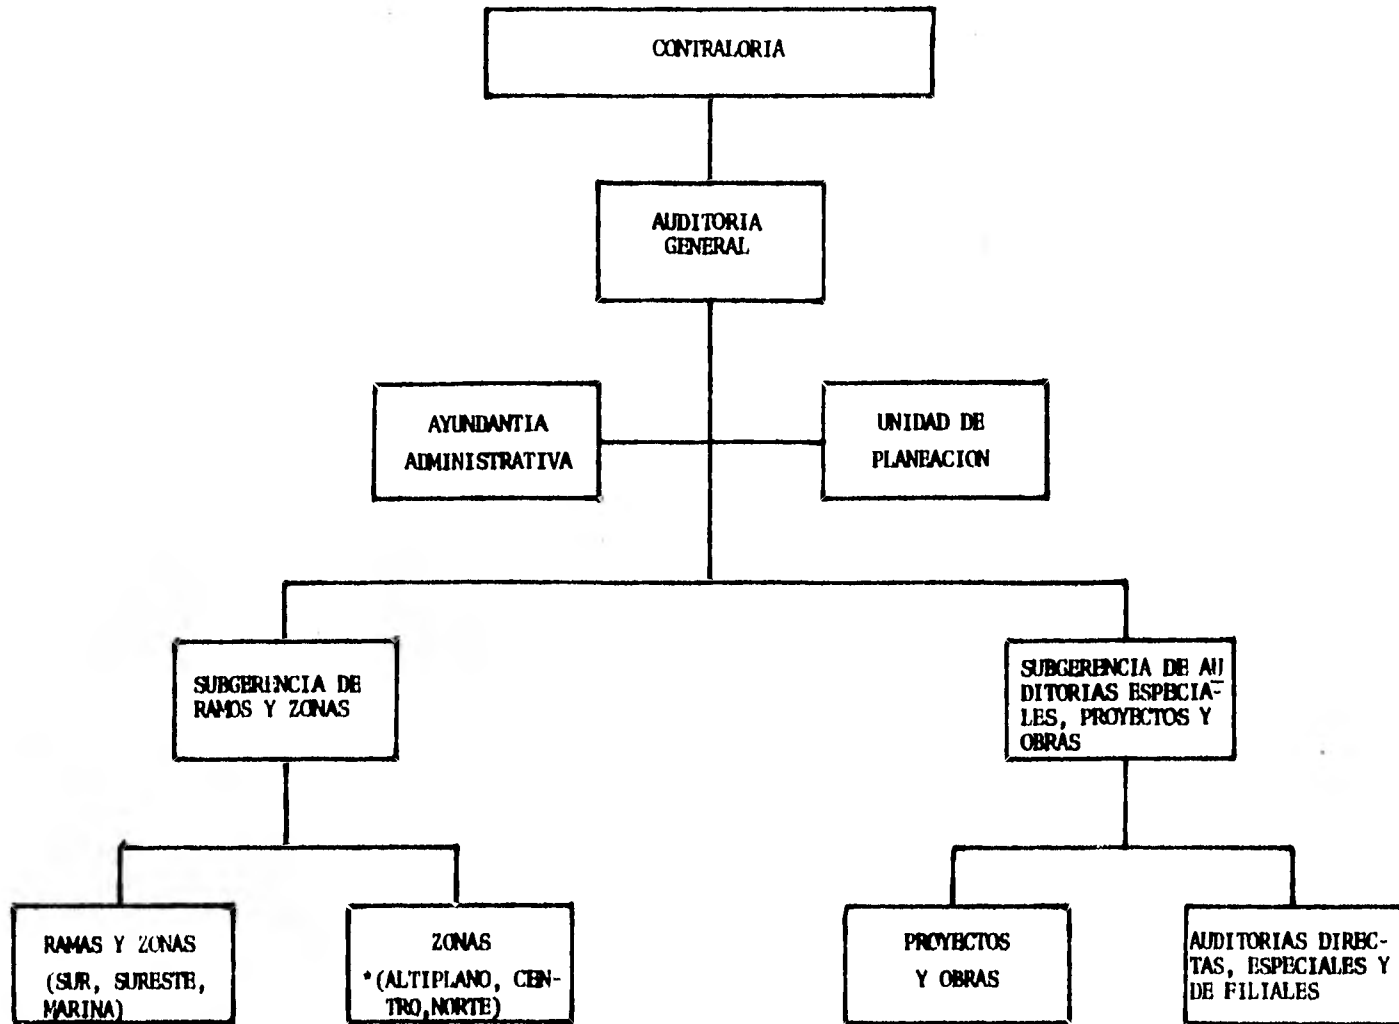 CONTRALORIA
AUDITORIA
GENERAL
AYUNDANTIA
ADMINISTRATIVA
UNIDAD DE
PLANEACION
SUBGERENCIA DE
RAMOS Y ZONAS
SUBGERENCIA DE AU
DITORIAS ESPECIA-
LES, PROYECTOS Y
OBRAS
RAMAS Y ZONAS
(SUR, SURESTE,
MARINA)
ZONAS
*(ALTIPLANO, CEN-
TRO,NORTE)
PROYECTOS
Y OBRAS
AUDITORIAS DIREC-
TAS, ESPECIALES Y
DE FILIALES